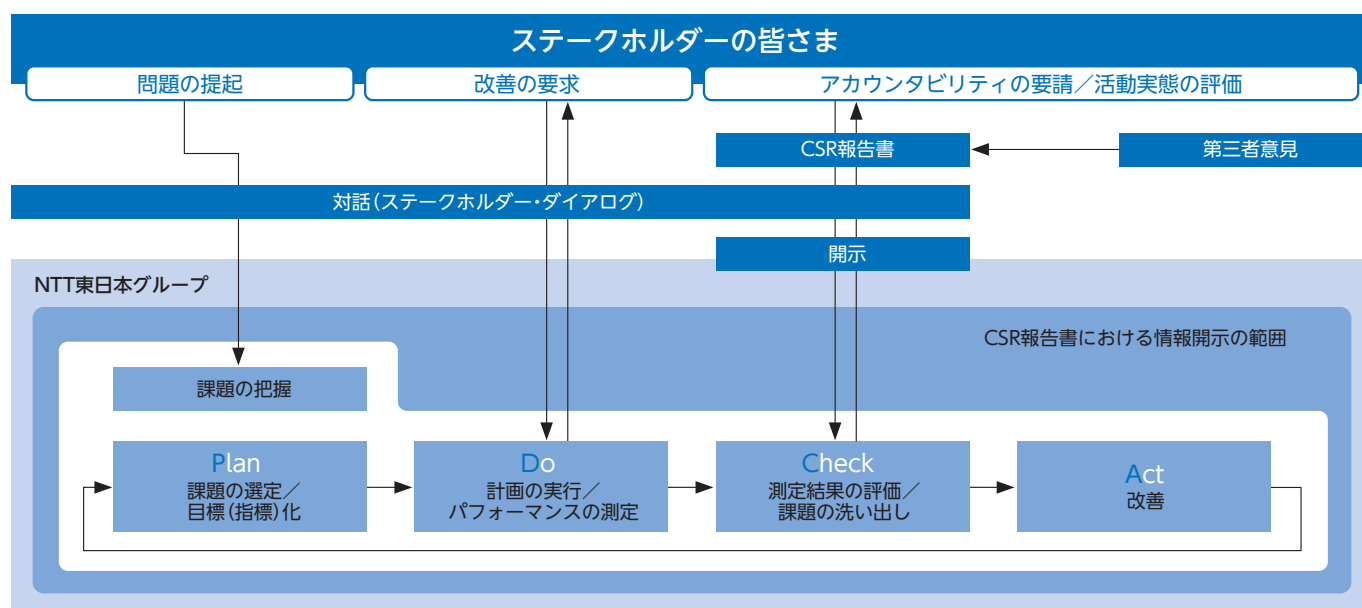 ステークホルダーの皆さま
問題の提起
改善の要求
アカウンタビリティの要請／活動実態の評価
CSR報告書
第三者意見
対話（ステークホルダー・ダイアログ）
開示
NTT東日本グループ
CSR報告書における情報開示の範囲
課題の把握
Plan
課題の選定／
目標（指標）化
Do
計画の実行／
パフォーマンスの測定
Check
測定結果の評価／
課題の洗い出し
Act
改善